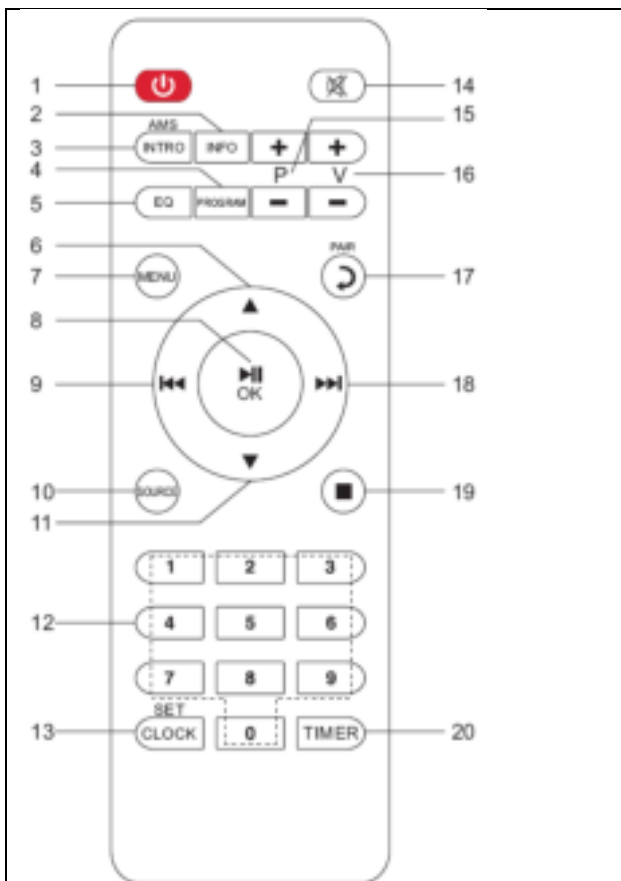 1 14
2 15
AMS
3 INTRO INFO + +
4 P V 16
5 EQ PROGRAM - -
6 PAIR
7 MENU 17
8
9 OK 18
10 SOURCE 19
11
1 2 3
12 4 5 6
7 8 9
SET
13 CLOCK 0 TIMER 20